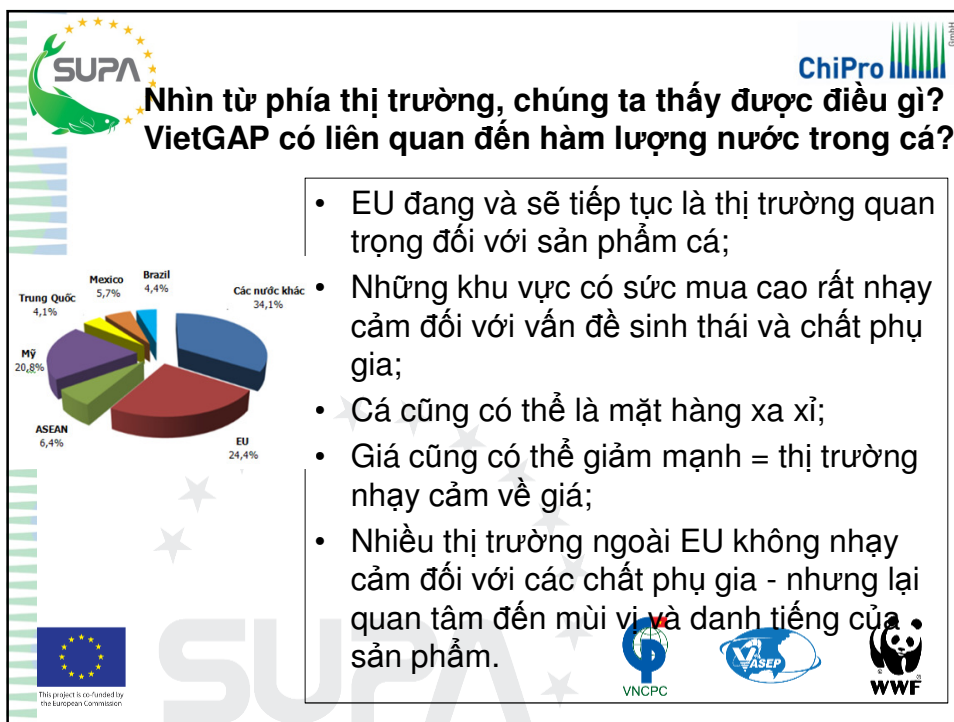 SUPA
ChiPro
GmbH
Nhìn từ phía thị trường, chúng ta thấy được điều gì?
VietGAP có liên quan đến hàm lượng nước trong cá?
• EU đang và sẽ tiếp tục là thị trường quan
trọng đối với sản phẩm cá;
• Những khu vực có sức mua cao rất nhạy
cảm đối với vấn đề sinh thái và chất phụ
gia;
• Cá cũng có thể là mặt hàng xa xỉ;
• Giá cũng có thể giảm mạnh = thị trường
nhạy cảm về giá;
• Nhiều thị trường ngoài EU không nhạy
cảm đối với các chất phụ gia - nhưng lại
quan tâm đến mùi vị và danh tiếng của
sản phẩm.
Trung Quốc
4,1%
Mexico
5,7%
Brazil
4,4%
Các nước khác
34,1%
Mỹ
20,8%
ASEAN
6,4%
EU
24,4%
SUPA
This project is co-funded by
the European Commission
VNCPC
VASEP
WWF